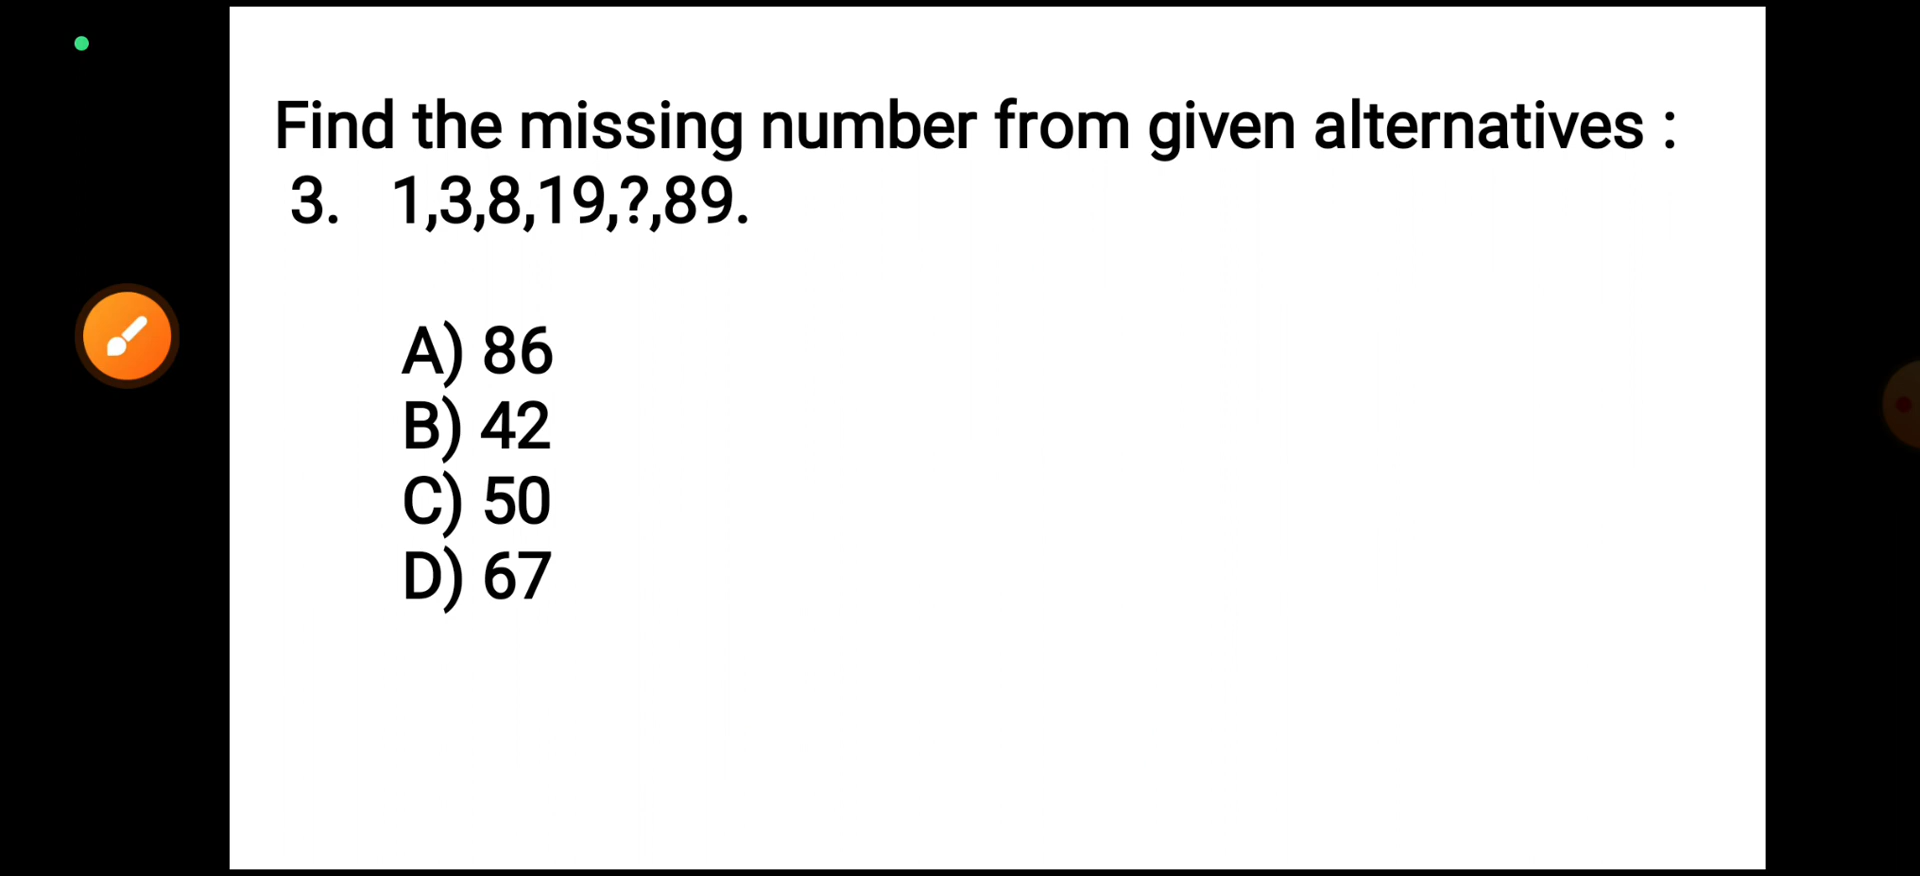 Find the missing number from given alternatives :
3. 1,3,8,19,?,89.
A) 86
B) 42
C) 50
D) 67